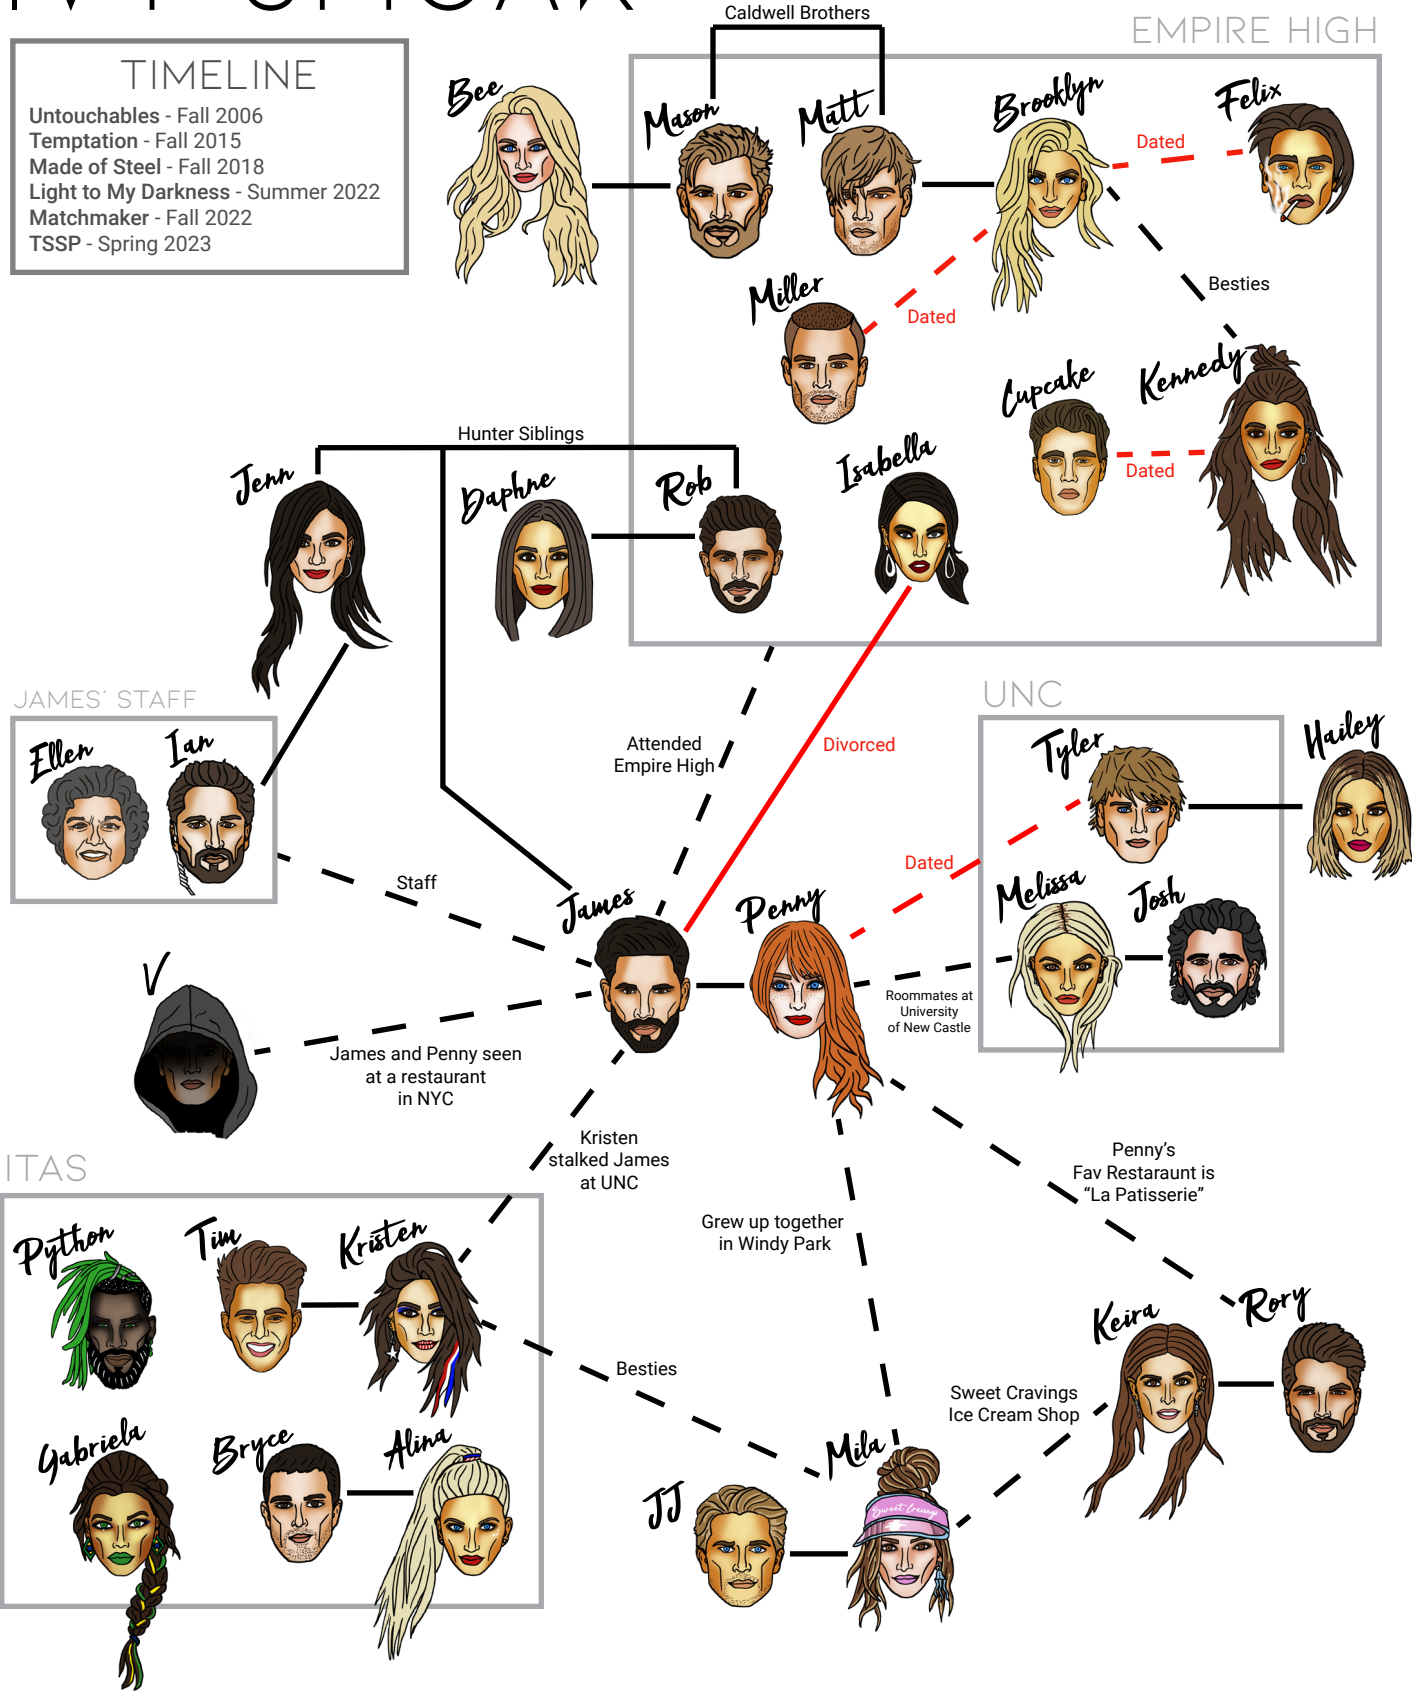 TIMELINE
Untouchables - Fall 2006
Temptation - Fall 2015
Made of Steel - Fall 2018
Light to My Darkness - Summer 2022
Matchmaker - Fall 2022
TSSP - Spring 2023
Caldwell Brothers
EMPIRE HIGH
Bee
Mason
Matt
Brooklyn
Felix
Dated
Besties
Miller
Dated
Cupcake
Kennedy
Dated
Hunter Siblings
Jenn
Daphne
Rob
Isabella
JAMES' STAFF
Ellen
Ian
Attended
Empire High
Divorced
UNC
Tyler
Hailey
Dated
Melissa
Josh
Staff
James
Penny
Roommates at
University
of New Castle
V
James and Penny seen
at a restaurant
in NYC
Kristen
stalked James
at UNC
Penny's
Fav Restaraunt is
“La Patisserie”
Grew up together
in Windy Park
ITAS
Python
Tim
Kristen
Besties
Keira
Rory
Sweet Cravings
Ice Cream Shop
Gabriela
Bryce
Alina
JJ
Mila
Sweet Cravings